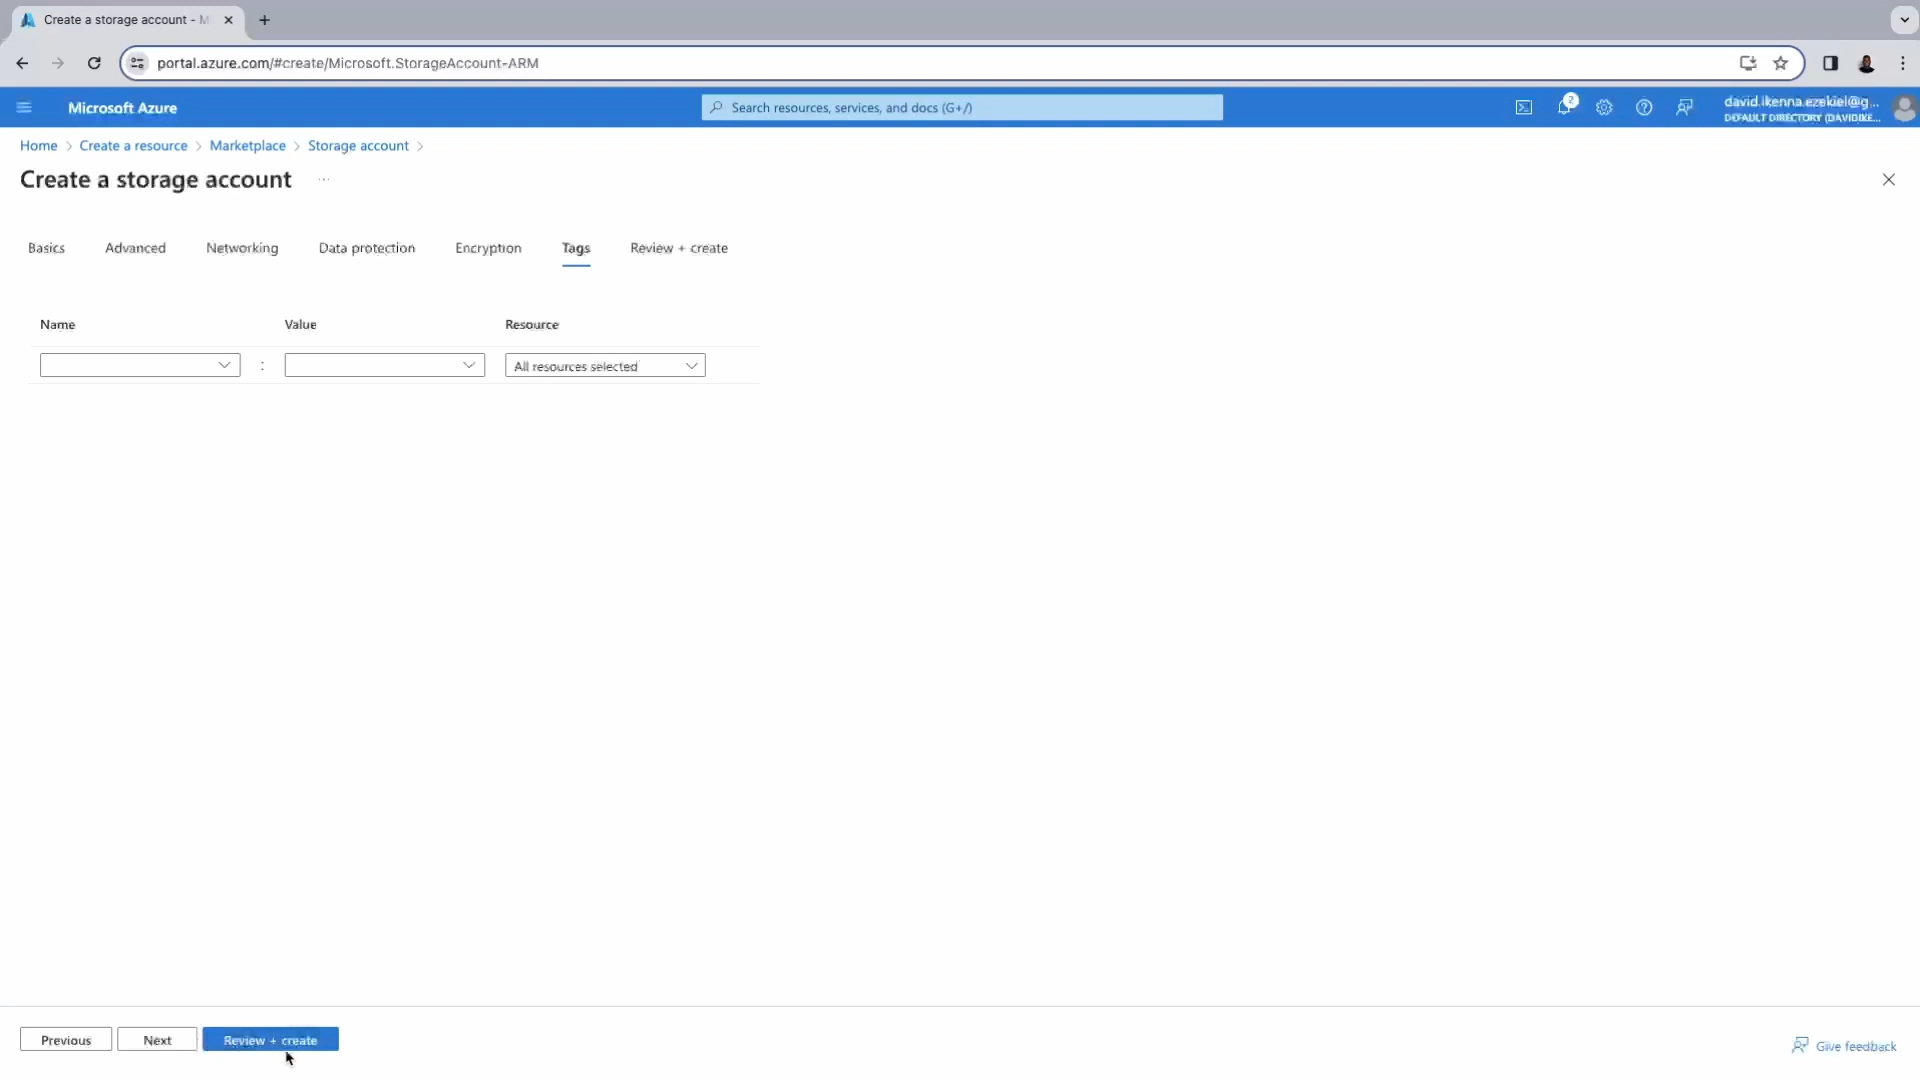 Create a storage account - M
portal.azure.com/#create/Microsoft.StorageAccount-ARM
Microsoft Azure
Search resources, services, and docs (G+/)
2
david.ikenna.ezekiel@g...
DEFAULT DIRECTORY (DAVIDIKE...
Home > Create a resource > Marketplace > Storage account >
Create a storage account ...
Basics Advanced Networking Data protection Encryption Tags Review + create
Name Value Resource
: All resources selected
Previous Next Review + create
Give feedback